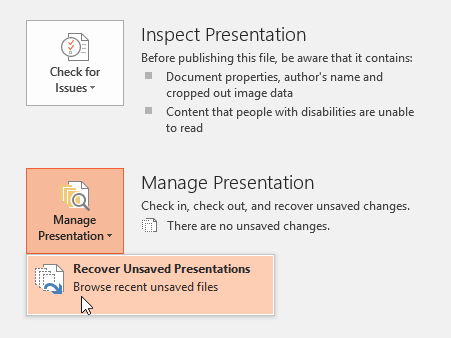 Check for
Issues
Inspect Presentation
Before publishing this file, be aware that it contains:
Document properties, author's name and
cropped out image data
Content that people with disabilities are unable
to read
Manage
Presentation
Manage Presentation
Check in, check out, and recover unsaved changes.
There are no unsaved changes.
Recover Unsaved Presentations
Browse recent unsaved files